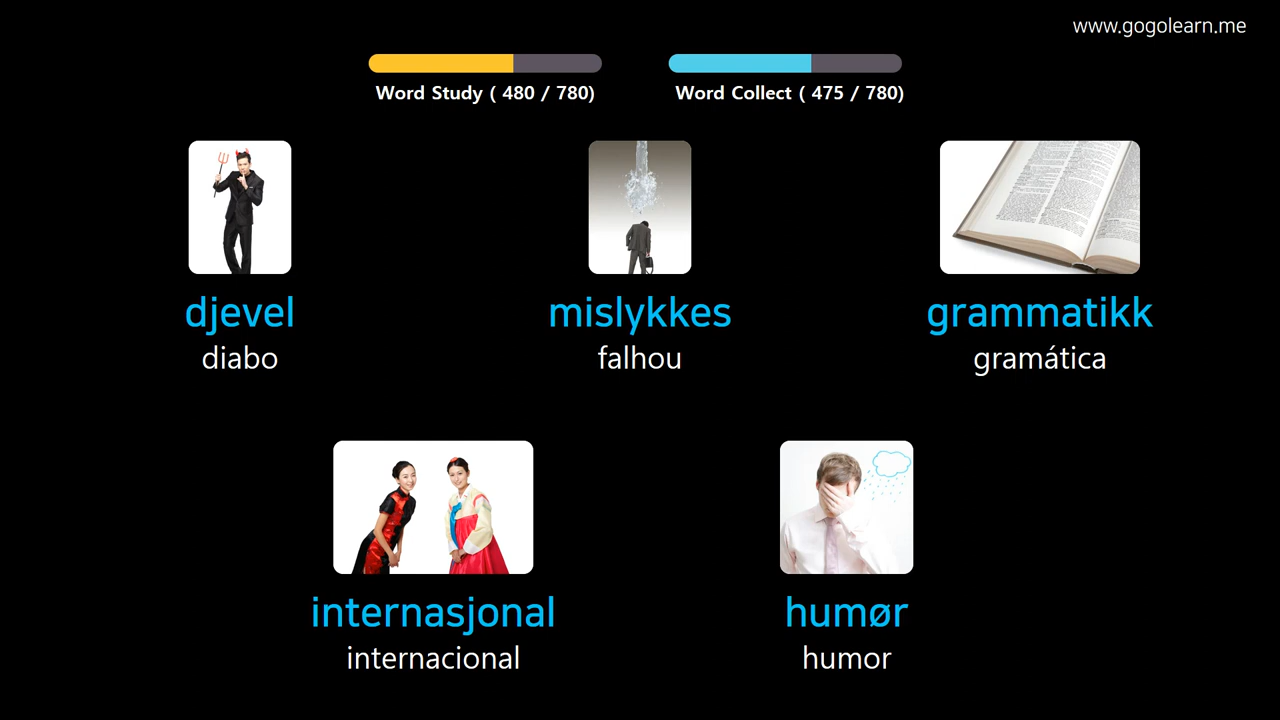 www.gogolearn.me
Word Study ( 480 / 780)
Word Collect ( 475 / 780)
djevel
diabo
mislykkes
falhou
grammatikk
gramática
internasjonal
internacional
humør
humor